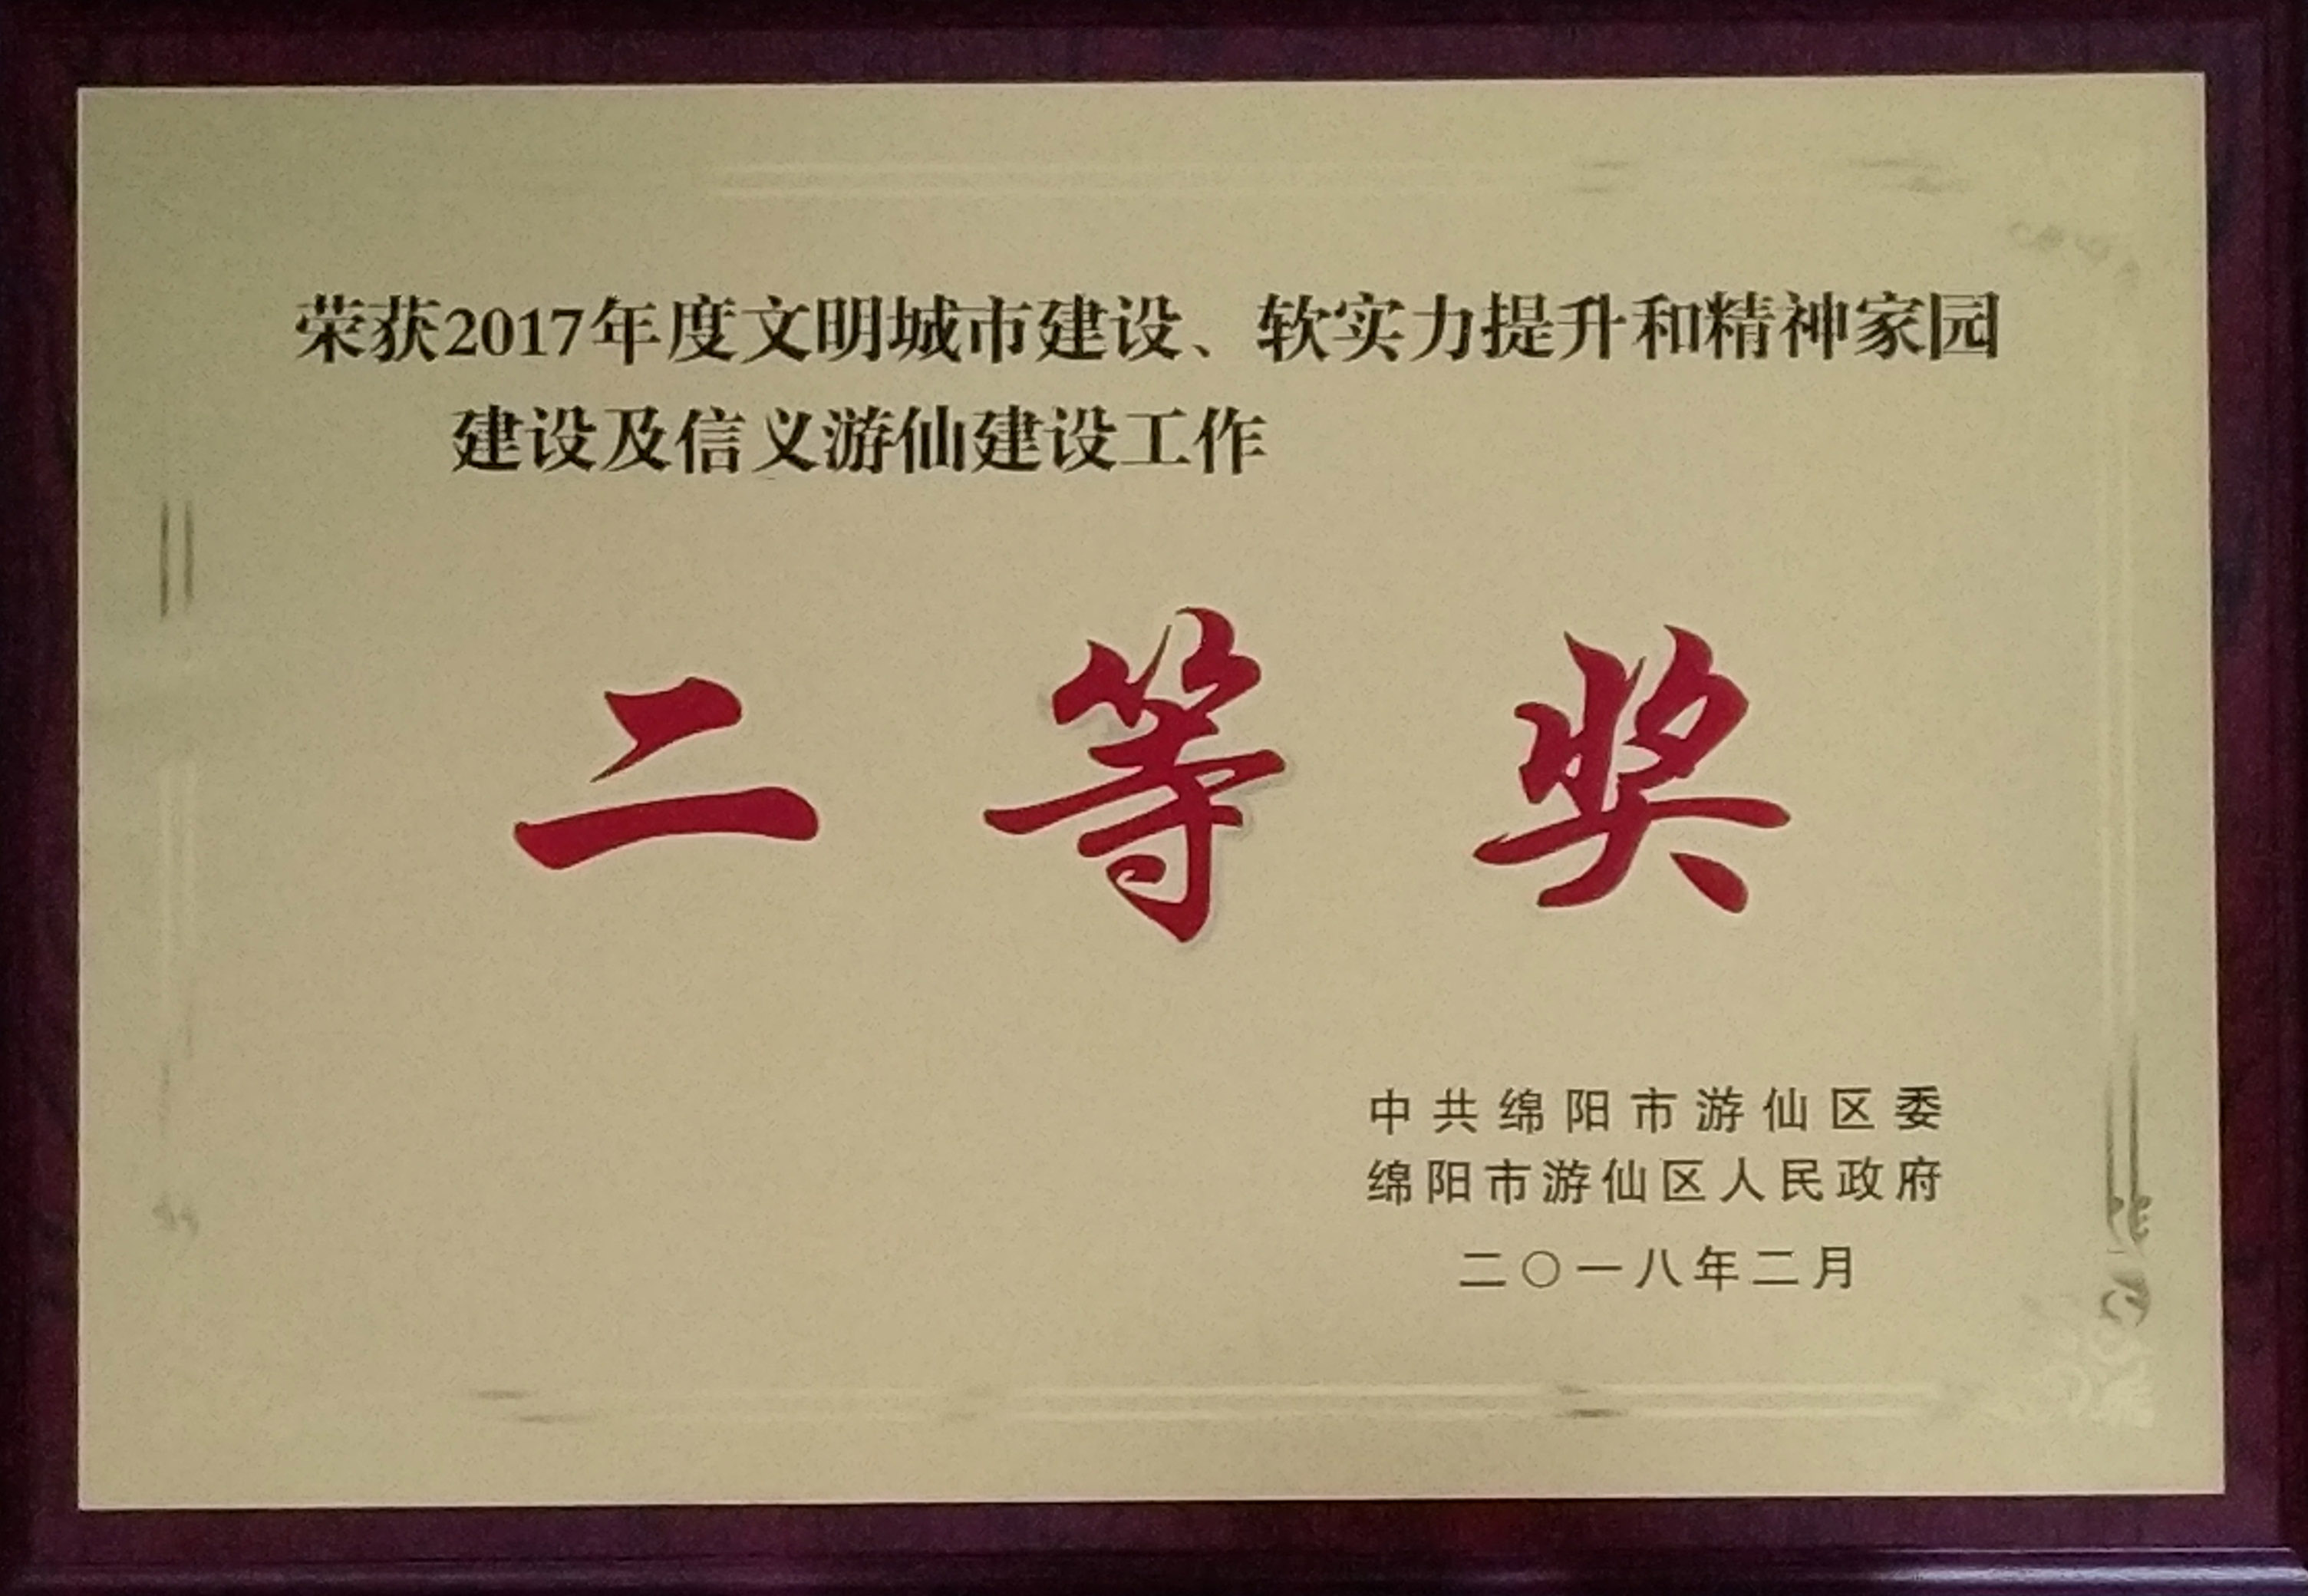 荣获2017年度文明城市建设、软实力提升和精神家园
建设及信义游仙建设工作
二等奖
中共绵阳市游仙区委
绵阳市游仙区人民政府
二〇一八年二月